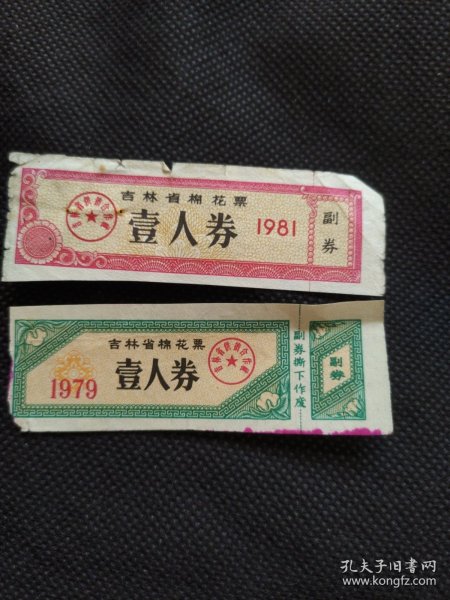 吉林省棉花票
壹人券
1981
副券
吉林省棉花票
1979
壹人券
副券撕下作废
副券
孔夫子旧书网
www.kongfz.com